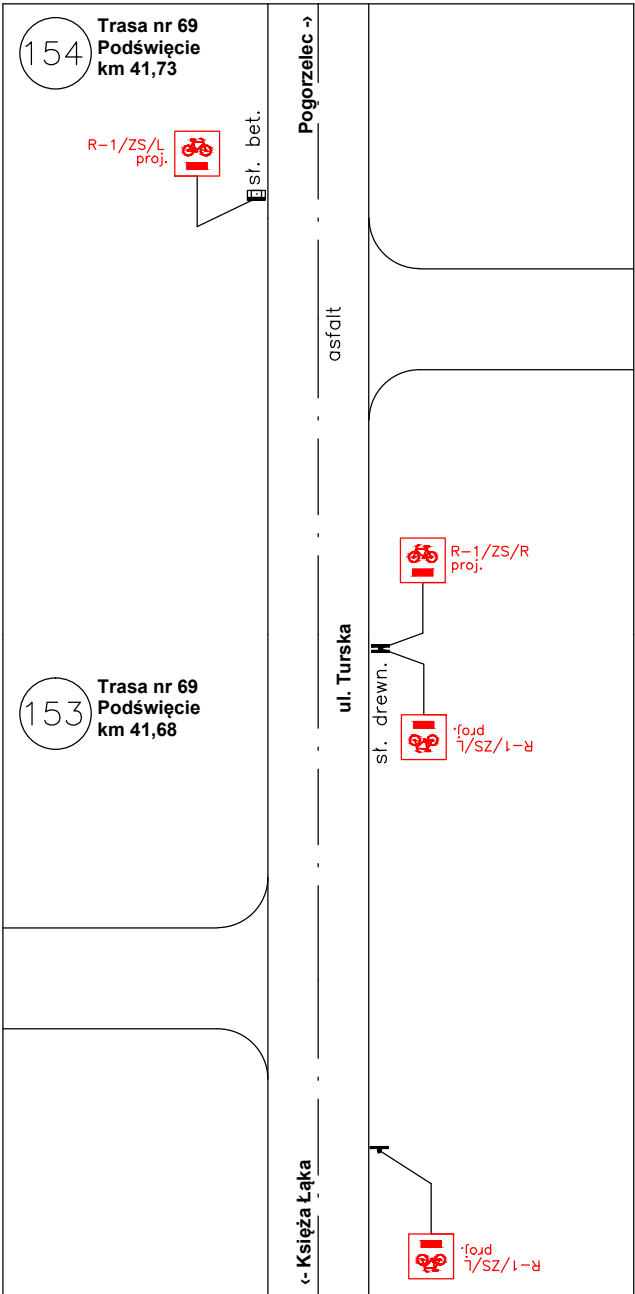 154
Trasa nr 69
Podświęcie
km 41,73
Pogorzelec ->
R-1/ZS/L
proj.
sł. bet.
asfalt
R-1/ZS/R
proj.
ul. Turska
sł. drewn.
153
Trasa nr 69
Podświęcie
km 41,68
R-1/ZS/L
proj.
<- Księża Łąka
R-1/ZS/L
proj.